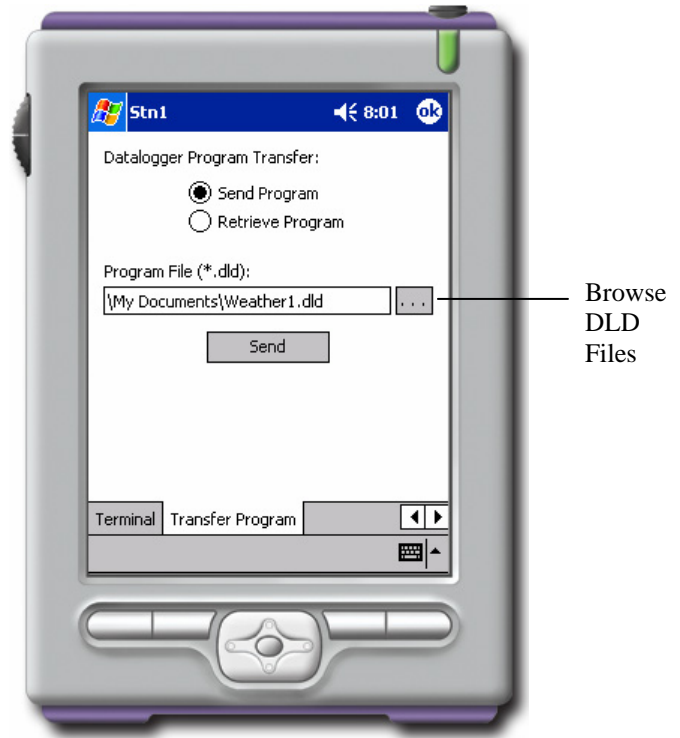 Stn1
8:01
ok
Datalogger Program Transfer:
Send Program
Retrieve Program
Program File (*.dld):
\My Documents\Weather1.dld
...
Send
Terminal
Transfer Program
Browse
DLD
Files